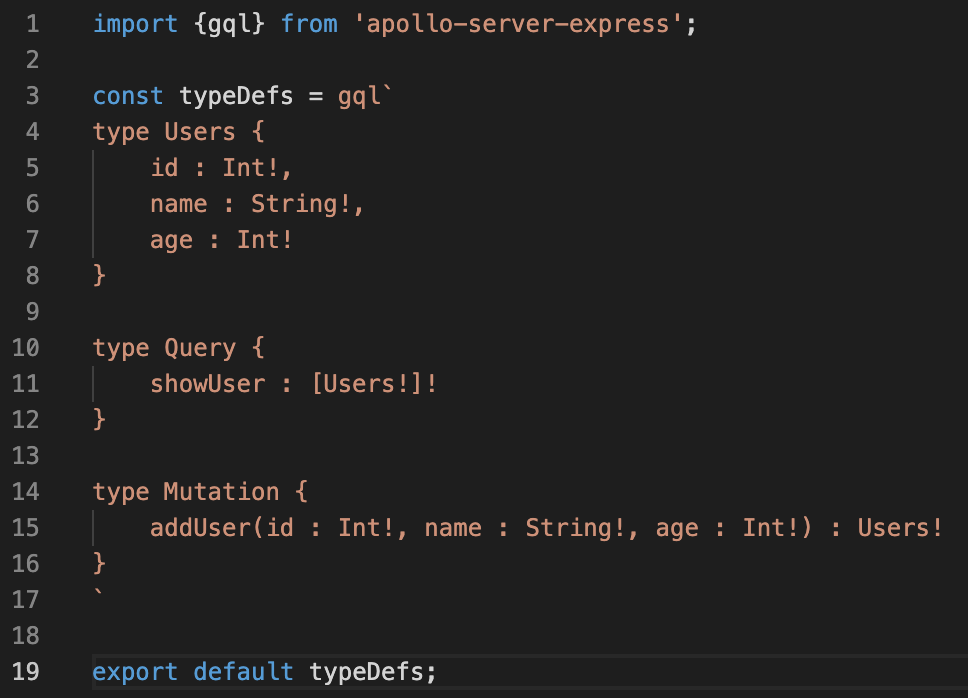 1 import {gql} from 'apollo-server-express';
2
3 const typeDefs = gql`
4 type Users {
5     id : Int!,
6     name : String!,
7     age : Int!
8 }
9
10 type Query {
11     showUser : [Users!]!
12 }
13
14 type Mutation {
15     addUser(id : Int!, name : String!, age : Int!) : Users!
16 }
17 `
18
19 export default typeDefs;